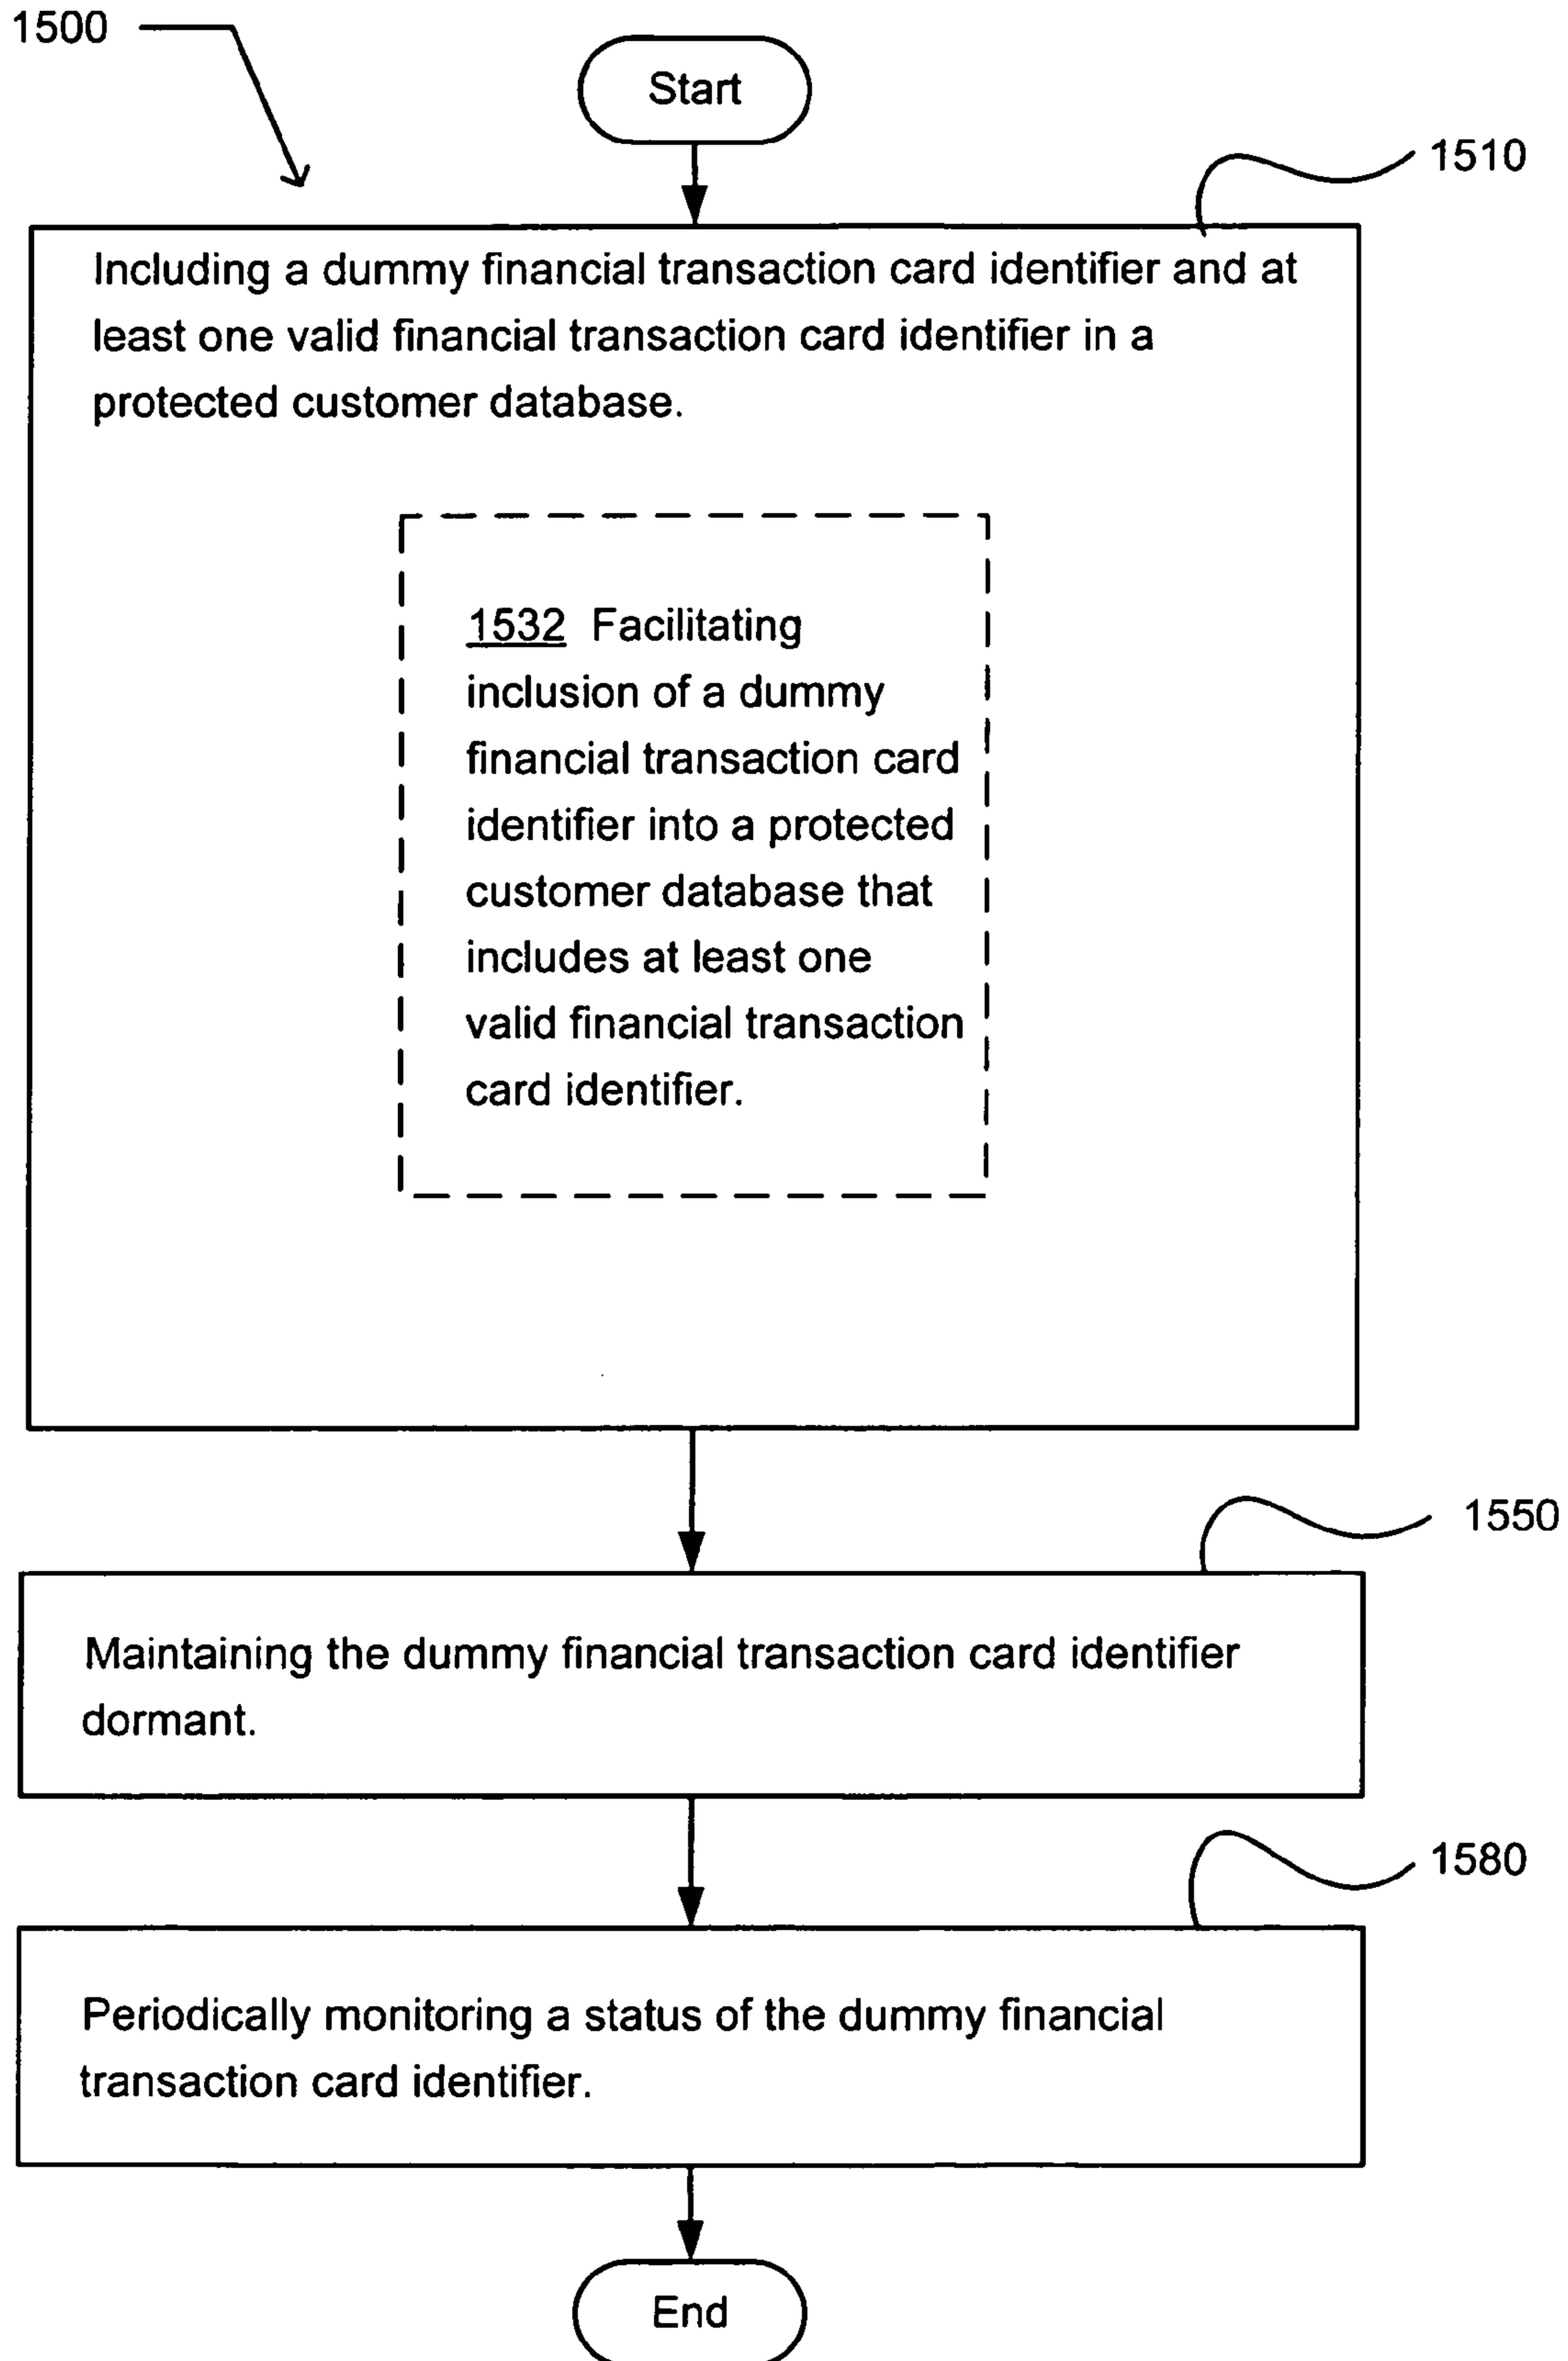 1500
Start
1510
Including a dummy financial transaction card identifier and at
least one valid financial transaction card identifier in a
protected customer database.
1532 Facilitating
inclusion of a dummy
financial transaction card
identifier into a protected
customer database that
includes at least one
valid financial transaction
card identifier.
1550
Maintaining the dummy financial transaction card identifier
dormant.
1580
Periodically monitoring a status of the dummy financial
transaction card identifier.
End